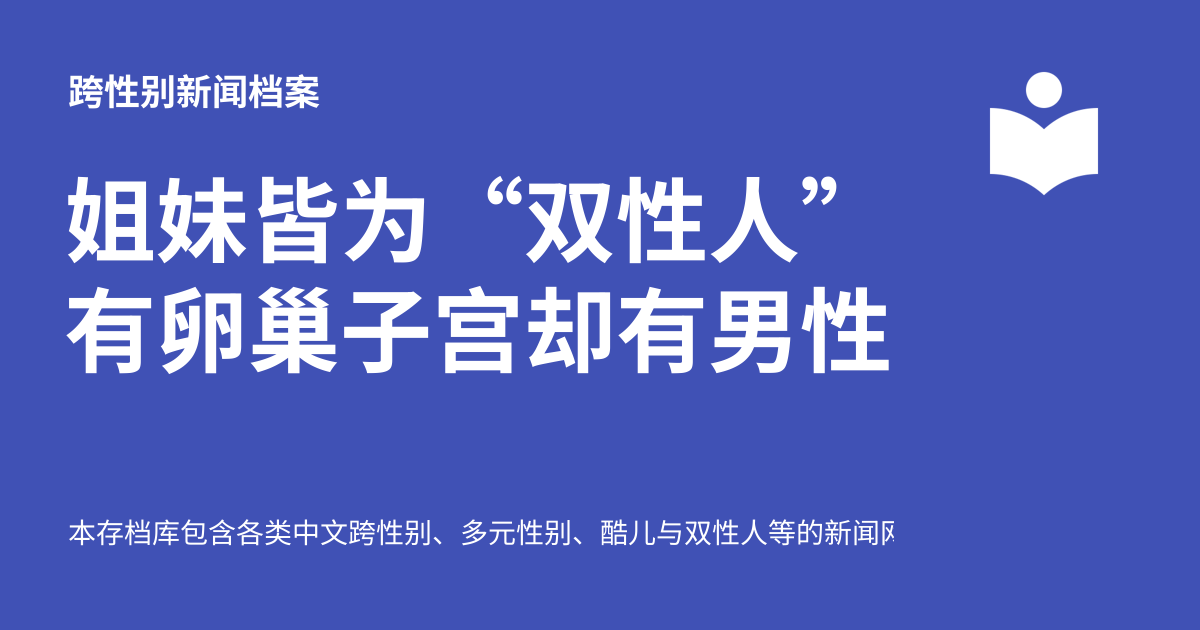 跨性别新闻档案
姐妹皆为“双性人”
有卵巢子宫却有男性
本存档库包含各类中文跨性别、多元性别、酷儿与双性人等的新闻网